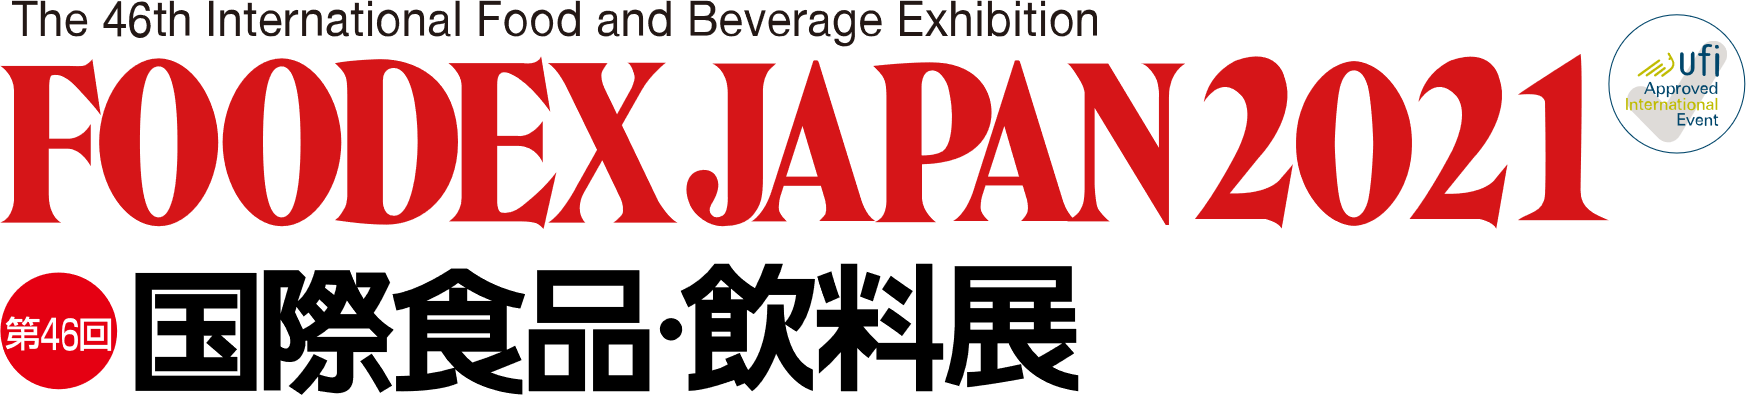 The 46th International Food and Beverage Exhibition
FOODEX JAPAN 2021
ufi
Approved
International
Event
第46回
国際食品・飲料展